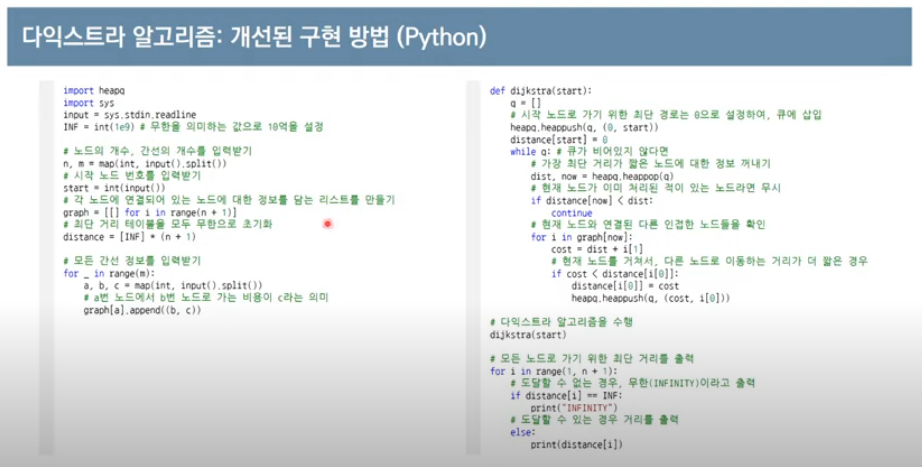 다익스트라 알고리즘: 개선된 구현 방법 (Python)
import heapq
import sys
input = sys.stdin.readline
INF = int(1e9) # 무한을 의미하는 값으로 10억을 설정

# 노드의 개수, 간선의 개수를 입력받기
n, m = map(int, input().split())
# 시작 노드 번호를 입력받기
start = int(input())
# 각 노드에 연결되어 있는 노드에 대한 정보를 담는 리스트를 만들기
graph = [[] for i in range(n + 1)]
# 최단 거리 테이블을 모두 무한으로 초기화
distance = [INF] * (n + 1)

# 모든 간선 정보를 입력받기
for _ in range(m):
    a, b, c = map(int, input().split())
    # a번 노드에서 b번 노드로 가는 비용이 c라는 의미
    graph[a].append((b, c))

def dijkstra(start):
    q = []
    # 시작 노드로 가기 위한 최단 경로는 0으로 설정하여, 큐에 삽입
    heapq.heappush(q, (0, start))
    distance[start] = 0
    while q: # 큐가 비어있지 않다면
        # 가장 최단 거리가 짧은 노드에 대한 정보 꺼내기
        dist, now = heapq.heappop(q)
        # 현재 노드가 이미 처리된 적이 있는 노드라면 무시
        if distance[now] < dist:
            continue
        # 현재 노드와 연결된 다른 인접한 노드들을 확인
        for i in graph[now]:
            cost = dist + i[1]
            # 현재 노드를 거쳐서, 다른 노드로 이동하는 거리가 더 짧은 경우
            if cost < distance[i[0]]:
                distance[i[0]] = cost
                heapq.heappush(q, (cost, i[0]))

# 다익스트라 알고리즘을 수행
dijkstra(start)

# 모든 노드로 가기 위한 최단 거리를 출력
for i in range(1, n + 1):
    # 도달할 수 없는 경우, 무한(INFINITY)이라고 출력
    if distance[i] == INF:
        print("INFINITY")
    # 도달할 수 있는 경우 거리를 출력
    else:
        print(distance[i])